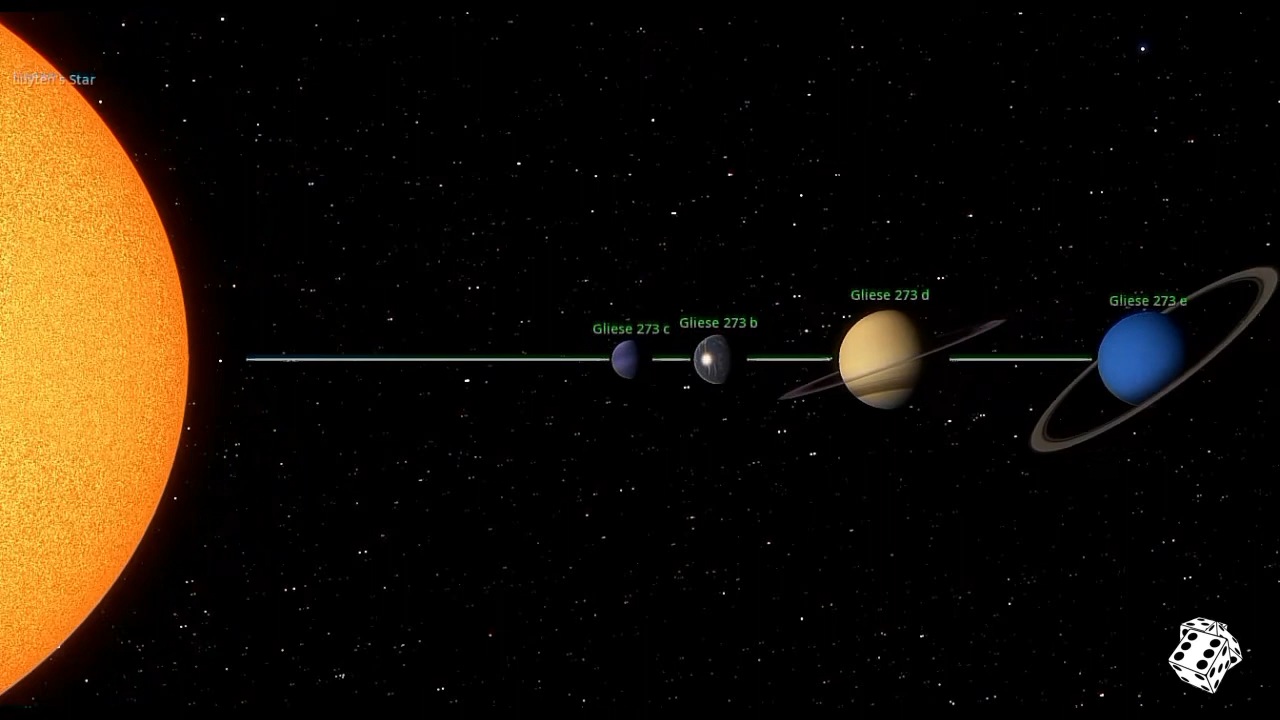 Luyten's Star
Gliese 273 c
Gliese 273 b
Gliese 273 d
Gliese 273 e